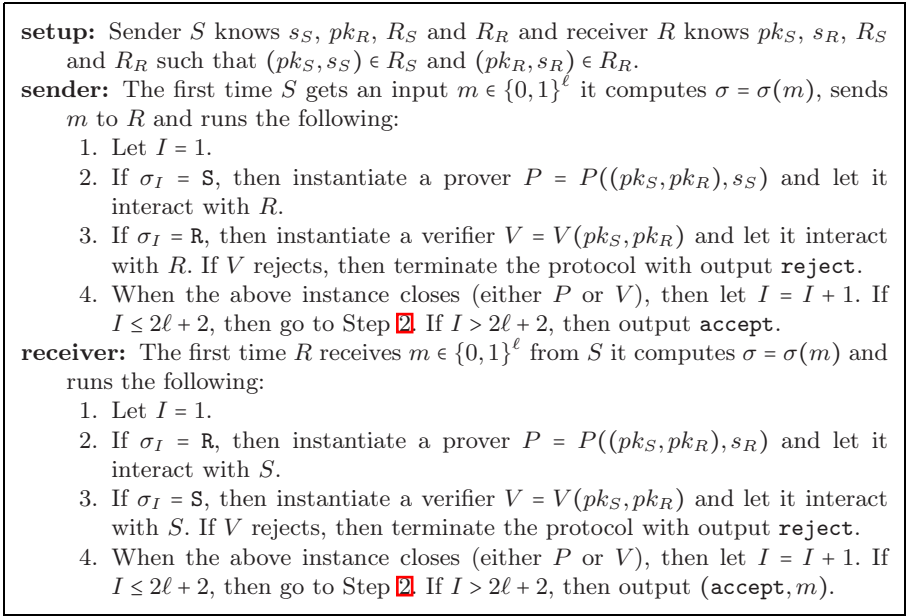 setup: Sender S knows s_S, pk_R, R_S and R_R and receiver R knows pk_S, s_R, R_S
and R_R such that (pk_S, s_S) ∈ R_S and (pk_R, s_R) ∈ R_R.
sender: The first time S gets an input m ∈ {0, 1}^ℓ it computes σ = σ(m), sends
m to R and runs the following:
1. Let I = 1.
2. If σ_I = S, then instantiate a prover P = P((pk_S, pk_R), s_S) and let it
interact with R.
3. If σ_I = R, then instantiate a verifier V = V(pk_S, pk_R) and let it interact
with R. If V rejects, then terminate the protocol with output reject.
4. When the above instance closes (either P or V), then let I = I + 1. If
I ≤ 2ℓ + 2, then go to Step 2. If I > 2ℓ + 2, then output accept.
receiver: The first time R receives m ∈ {0, 1}^ℓ from S it computes σ = σ(m) and
runs the following:
1. Let I = 1.
2. If σ_I = R, then instantiate a prover P = P((pk_S, pk_R), s_R) and let it
interact with S.
3. If σ_I = S, then instantiate a verifier V = V(pk_S, pk_R) and let it interact
with S. If V rejects, then terminate the protocol with output reject.
4. When the above instance closes (either P or V), then let I = I + 1. If
I ≤ 2ℓ + 2, then go to Step 2. If I > 2ℓ + 2, then output (accept, m).